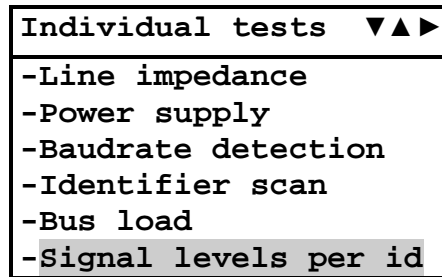 Individual tests ▼▲►
-Line impedance
-Power supply
-Baudrate detection
-Identifier scan
-Bus load
-Signal levels per id